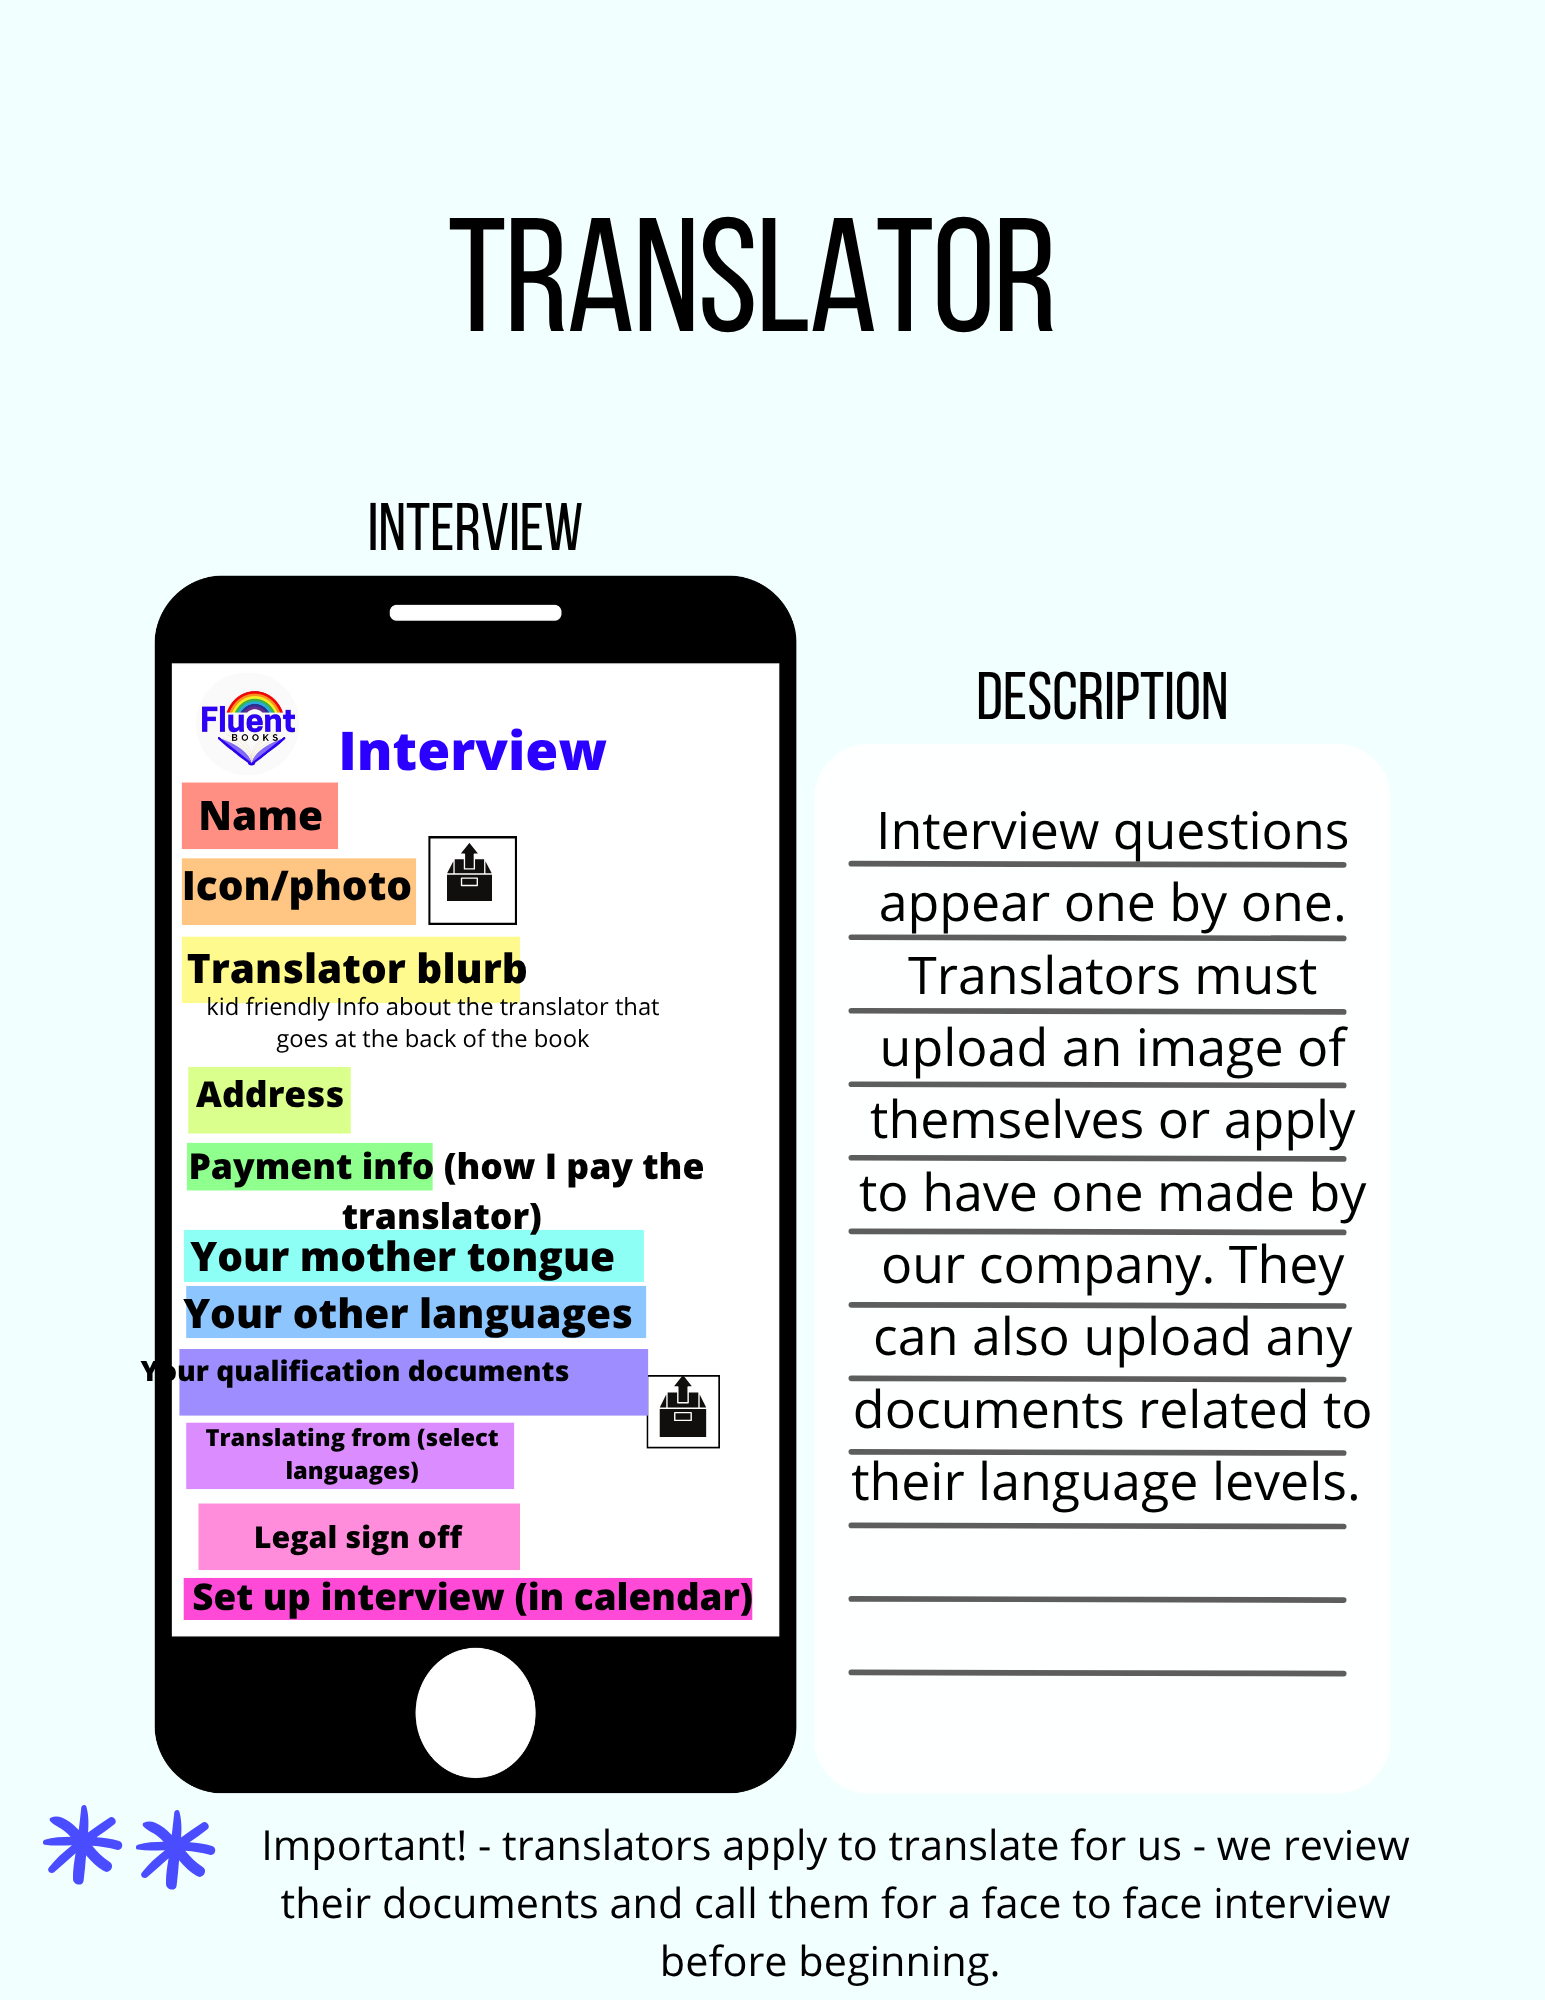 TRANSLATOR
INTERVIEW
Fluent
BOOKS
Interview
Name
Icon/photo
Translator blurb
kid friendly Info about the translator that
goes at the back of the book
Address
Payment info (how I pay the
translator)
Your mother tongue
Your other languages
Your qualification documents
Translating from (select
languages)
Legal sign off
Set up interview (in calendar)
DESCRIPTION
Interview questions
appear one by one.
Translators must
upload an image of
themselves or apply
to have one made by
our company. They
can also upload any
documents related to
their language levels.
Important! - translators apply to translate for us - we review
their documents and call them for a face to face interview
before beginning.